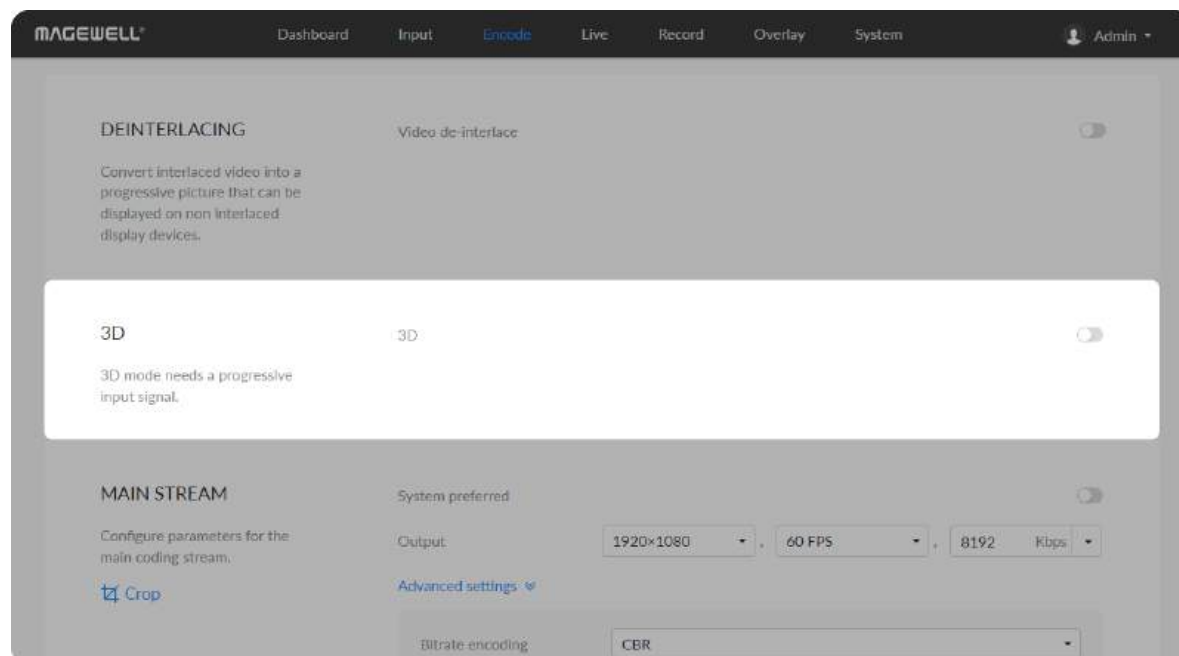 MAGEWELL®
Dashboard Input Encode Live Record Overlay System Admin
DEINTERLACING
Video de-interlace
Convert interlaced video into a
progressive picture that can be
displayed on non interlaced
display devices.
3D
3D
3D mode needs a progressive
input signal.
MAIN STREAM
System preferred
Configure parameters for the
main coding stream.
Output 1920×1080 , 60 FPS , 8192 Kbps
Crop
Advanced settings
Bitrate encoding CBR